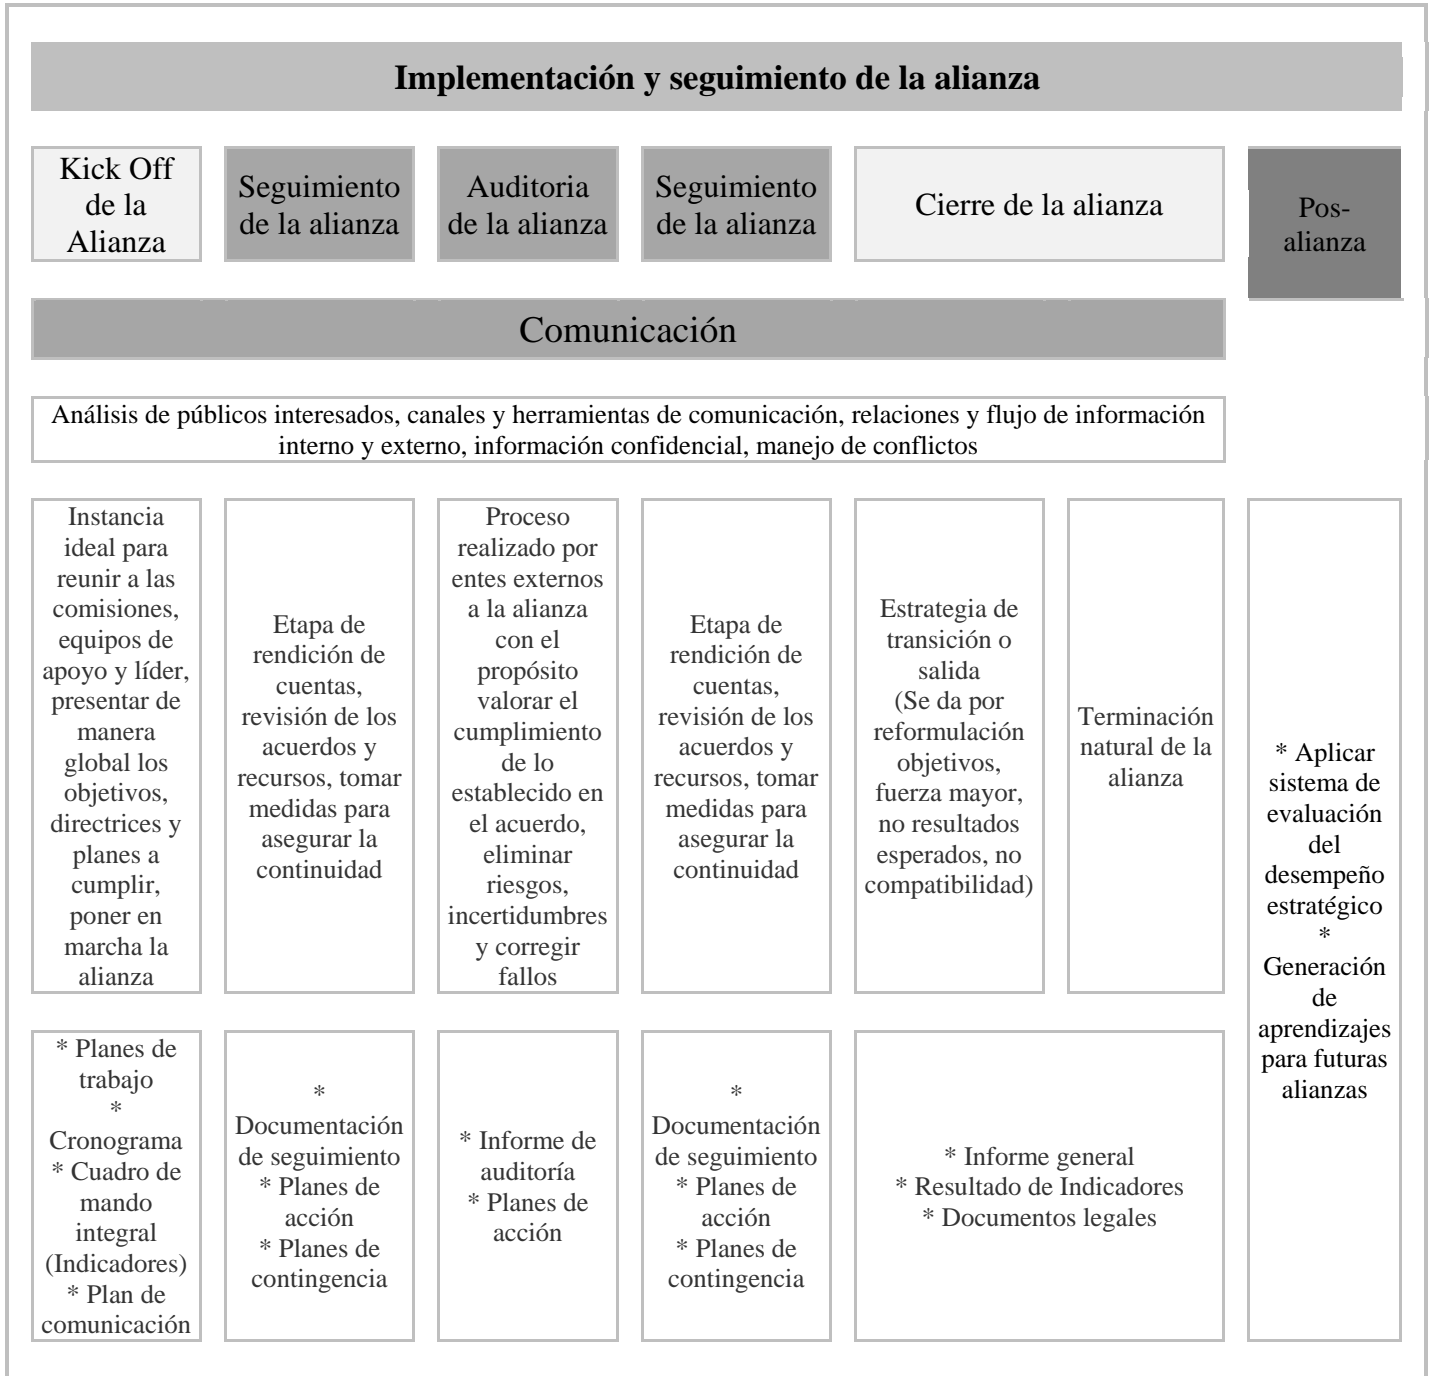 Implementación y seguimiento de la alianza
Kick Off
de la
Alianza
Seguimiento
de la alianza
Auditoria
de la alianza
Seguimiento
de la alianza
Cierre de la alianza
Pos-
alianza
Comunicación
Análisis de públicos interesados, canales y herramientas de comunicación, relaciones y flujo de información
interno y externo, información confidencial, manejo de conflictos
Instancia
ideal para
reunir a las
comisiones,
equipos de
apoyo y líder,
presentar de
manera
global los
objetivos,
directrices y
planes a
cumplir,
poner en
marcha la
alianza
Etapa de
rendición de
cuentas,
revisión de los
acuerdos y
recursos, tomar
medidas para
asegurar la
continuidad
Proceso
realizado por
entes externos
a la alianza
con el
propósito
valorar el
cumplimiento
de lo
establecido en
el acuerdo,
eliminar
riesgos,
incertidumbres
y corregir
fallos
Etapa de
rendición de
cuentas,
revisión de los
acuerdos y
recursos, tomar
medidas para
asegurar la
continuidad
Estrategia de
transición o
salida
(Se da por
reformulación
objetivos,
fuerza mayor,
no resultados
esperados, no
compatibilidad)
Terminación
natural de la
alianza
* Aplicar
sistema de
evaluación
del
desempeño
estratégico
*
Generación
de
aprendizajes
para futuras
alianzas
* Planes de
trabajo
*
Cronograma
* Cuadro de
mando
integral
(Indicadores)
* Plan de
comunicación
*
Documentación
de seguimiento
* Planes de
acción
* Planes de
contingencia
* Informe de
auditoría
* Planes de
acción
*
Documentación
de seguimiento
* Planes de
acción
* Planes de
contingencia
* Informe general
* Resultado de Indicadores
* Documentos legales